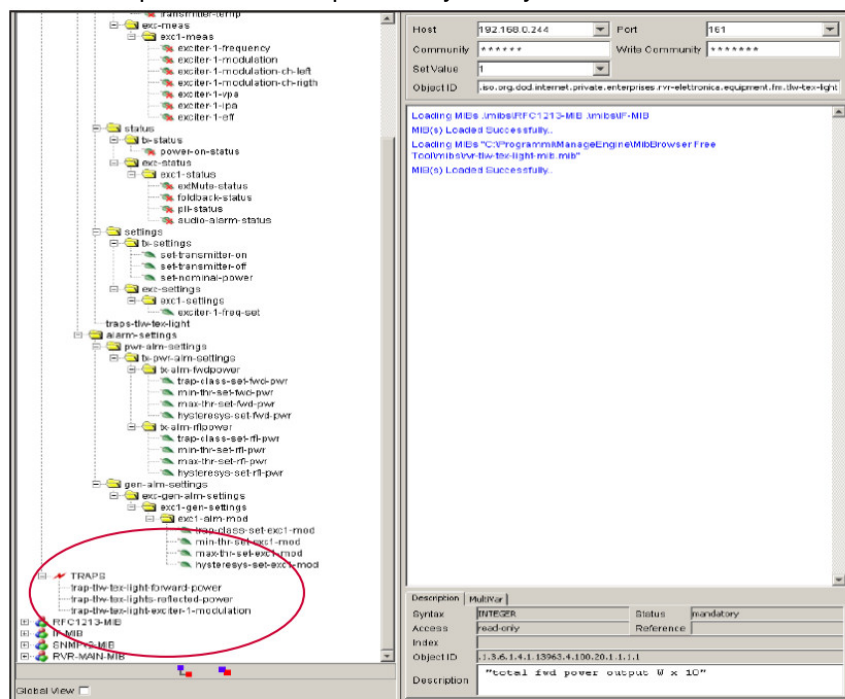 transmitter-temp
exc-meas
exc1-meas
exciter-1-frequency
exciter-1-modulation
exciter-1-modulation-ch-left
exciter-1-modulation-ch-rigth
exciter-1-vpa
exciter-1-ipa
exciter-1-eff
status
tx-status
power-on-status
exc-status
exc1-status
extMute-status
foldback-status
pll-status
audio-alarm-status
settings
tx-settings
set-transmitter-on
set-transmitter-off
set-nominal-power
exc-settings
exc1-settings
exciter-1-freq-set
traps-tlw-tex-light
alarm-settings
pwr-alm-settings
tx-pwr-alm-settings
tx-alm-fwdpower
trap-class-set-fwd-pwr
min-thr-set-fwd-pwr
max-thr-set-fwd-pwr
hysteresys-set-fwd-pwr
tx-alm-rflpower
trap-class-set-rfl-pwr
min-thr-set-rfl-pwr
max-thr-set-rfl-pwr
hysteresys-set-rfl-pwr
gen-alm-settings
exc-gen-alm-settings
exc1-gen-settings
exc1-alm-mod
trap-class-set-exc1-mod
min-thr-set-exc1-mod
max-thr-set-exc1-mod
hysteresys-set-exc1-mod
TRAPS
trap-tlw-tex-light-forward-power
trap-tlw-tex-lights-reflected-power
trap-tlw-tex-light-exciter-1-modulation
RFC1213-MIB
IF-MIB
SNMPv2-MIB
RVR-MAIN-MIB
Global View
Host 192.168.0.244 Port 161
Community ****** Write Community *******
Set Value 1
Object ID .iso.org.dod.internet.private.enterprises.rvr-elettronica.equipment.fm.tlw-tex-light
Loading MIBs .\mibs\RFC1213-MIB .\mibs\IF-MIB
MIB(s) Loaded Successfully..
Loading MIBs "C:\Programmi\ManageEngine\MibBrowser Free
Tool\mibs\rvr-tlw-tex-light-mib.mib"
MIB(s) Loaded Successfully..
Description MultiVar
Syntax INTEGER Status mandatory
Access read-only Reference
Index
Object ID .1.3.6.1.4.1.13963.4.100.20.1.1.1.1
Description "total fwd power output W x 10"